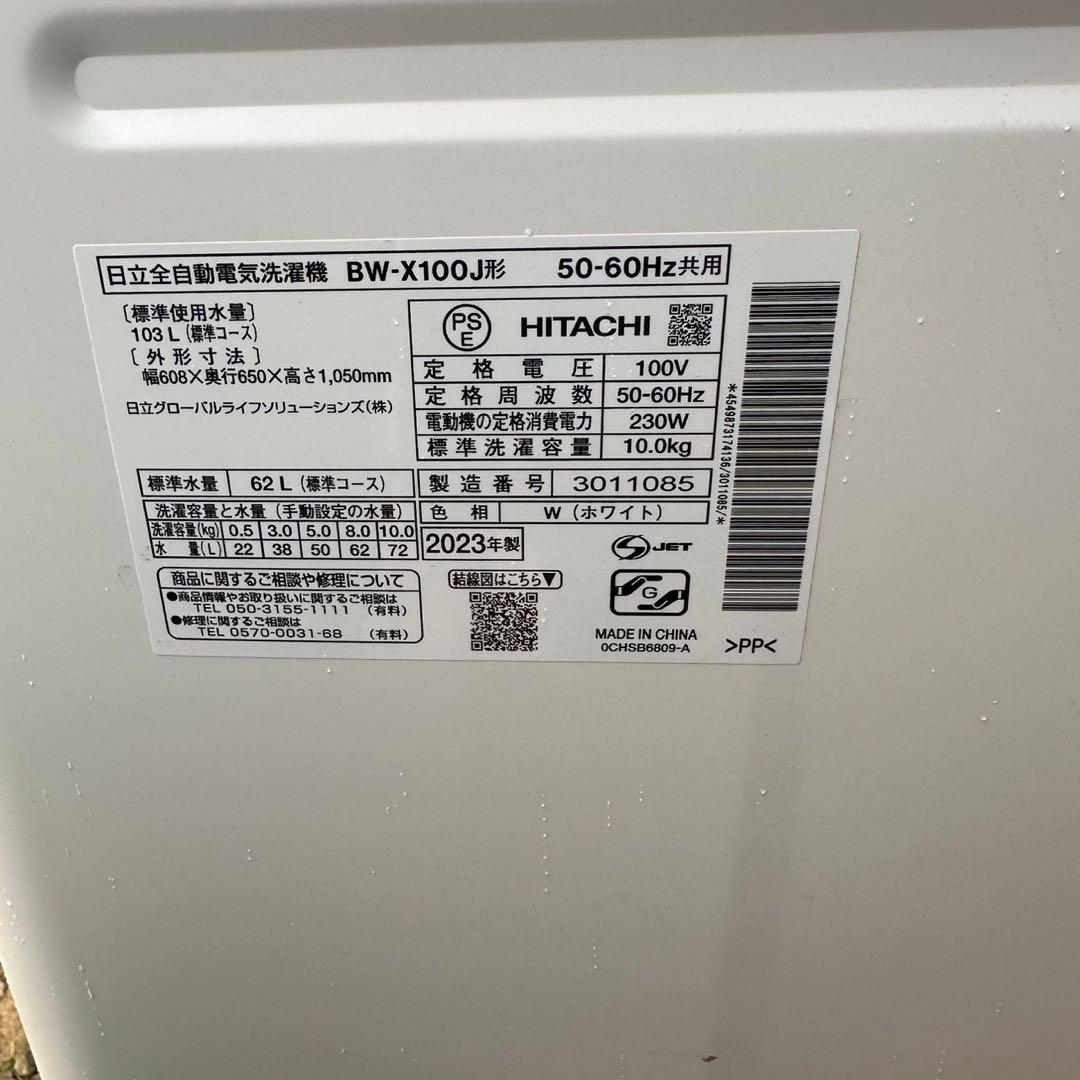 日立全自動電気洗濯機 BW-X100J形 50-60Hz共用
〔標準使用水量〕
103 L (標準コース)
〔外形寸法〕
幅608×奥行650×高さ1,050mm
日立グローバルライフソリューションズ(株)
PS
E
HITACHI
定格電圧 100V
定格周波数 50-60Hz
電動機の定格消費電力 230W
標準洗濯容量 10.0kg
標準水量 62 L (標準コース)
製造番号 3011085
洗濯容量と水量 (手動設定の水量)
色相 W (ホワイト)
洗濯容量(kg) 0.5 3.0 5.0 8.0 10.0
水量(L) 22 38 50 62 72
2023年製
S JET
商品に関するご相談や修理について
●商品情報やお取り扱いに関するご相談は
TEL 050-3155-1111 (有料)
●修理に関するご相談は
TEL 0570-0031-68 (有料)
結線図はこちら▼
G
MADE IN CHINA
0CHSB6809-A
>PP<
*4549873174136/3011085/*